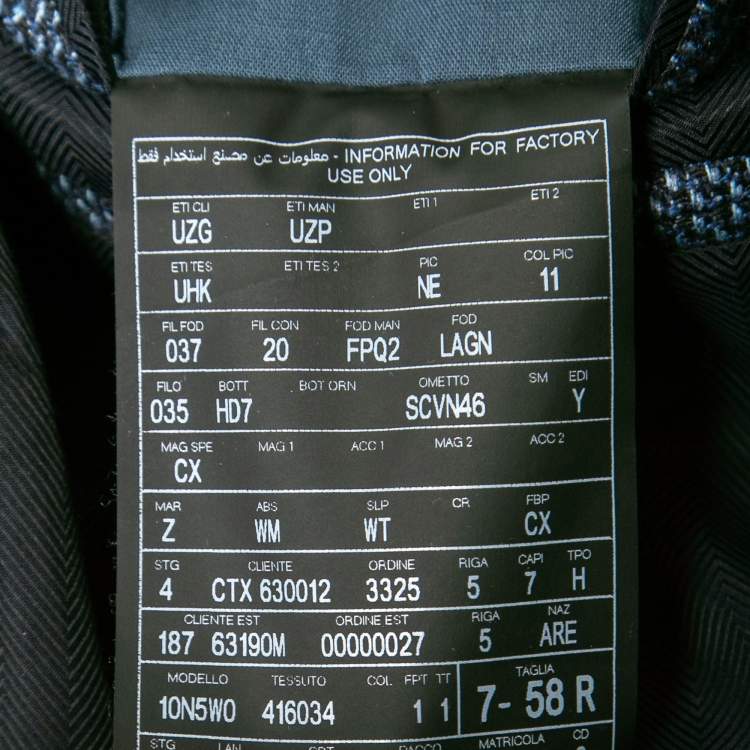 معلومات عن مصنع استخدام فقط - INFORMATION FOR FACTORY
USE ONLY
ETI CLI ETI MAN ETI 1 ETI 2
UZG UZP
ETI TES ETI TES 2 PIC COL PIC
UHK NE 11
FIL FOD FIL CON FOD MAN FOD
037 20 FPQ2 LAGN
FILO BOTT BOT ORN OMETTO SM EDI
035 HD7 SCVN46 Y
MAG SPE MAG 1 ACC 1 MAG 2 ACC 2
CX
MAR ABS SLP CR FBP
Z WM WT CX
STG CLIENTE ORDINE RIGA CAPI TPO
4 CTX 630012 3325 5 7 H
CLIENTE EST ORDINE EST RIGA NAZ
187 63190M 00000027 5 ARE
MODELLO TESSUTO COL FPT TT TAGLIA
10N5W0 416034 1 1 7- 58 R
STG LAN PACCO MATRICOLA CD